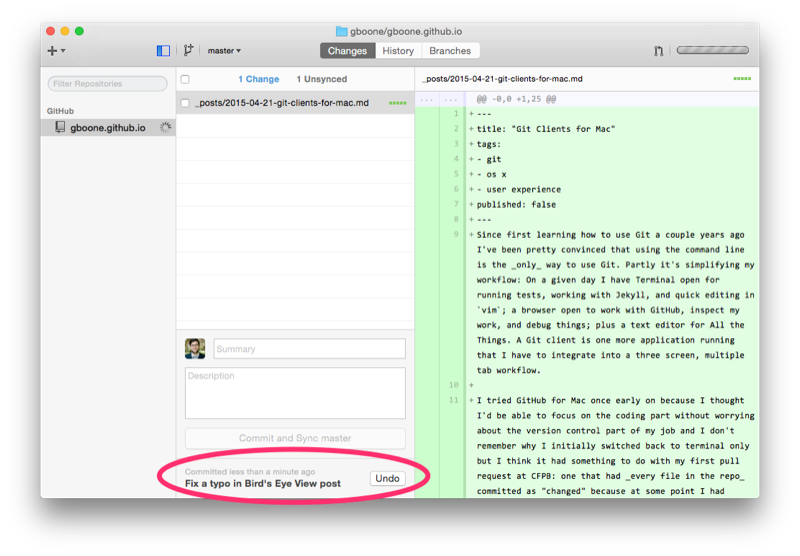 gboone/gboone.github.io
master
Changes
History
Branches
Filter Repositories
GitHub
gboone.github.io
1 Change
1 Unsynced
_posts/2015-04-21-git-clients-for-mac.md
Summary
Description
Commit and Sync master
Committed less than a minute ago
Fix a typo in Bird's Eye View post
Undo
_posts/2015-04-21-git-clients-for-mac.md
... ... @@ -0,0 +1,25 @@
1 +---
2 +title: "Git Clients for Mac"
3 +tags:
4 +- git
5 +- os x
6 +- user experience
7 +published: false
8 +---
9 +Since first learning how to use Git a couple years ago
I've been pretty convinced that using the command line
is the _only_ way to use Git. Partly it's simplifying my
workflow: On a given day I have Terminal open for
running tests, working with Jekyll, and quick editing in
`vim`; a browser open to work with GitHub, inspect my
work, and debug things; plus a text editor for All the
Things. A Git client is one more application running
that I have to integrate into a three screen, multiple
tab workflow.
10 +
11 +I tried GitHub for Mac once early on because I thought
I'd be able to focus on the coding part without worrying
about the version control part of my job and I don't
remember why I initially switched back to terminal only
but I think it had something to do with my first pull
request at CFPB: one that had _every file in the repo_
committed as "changed" because at some point I had